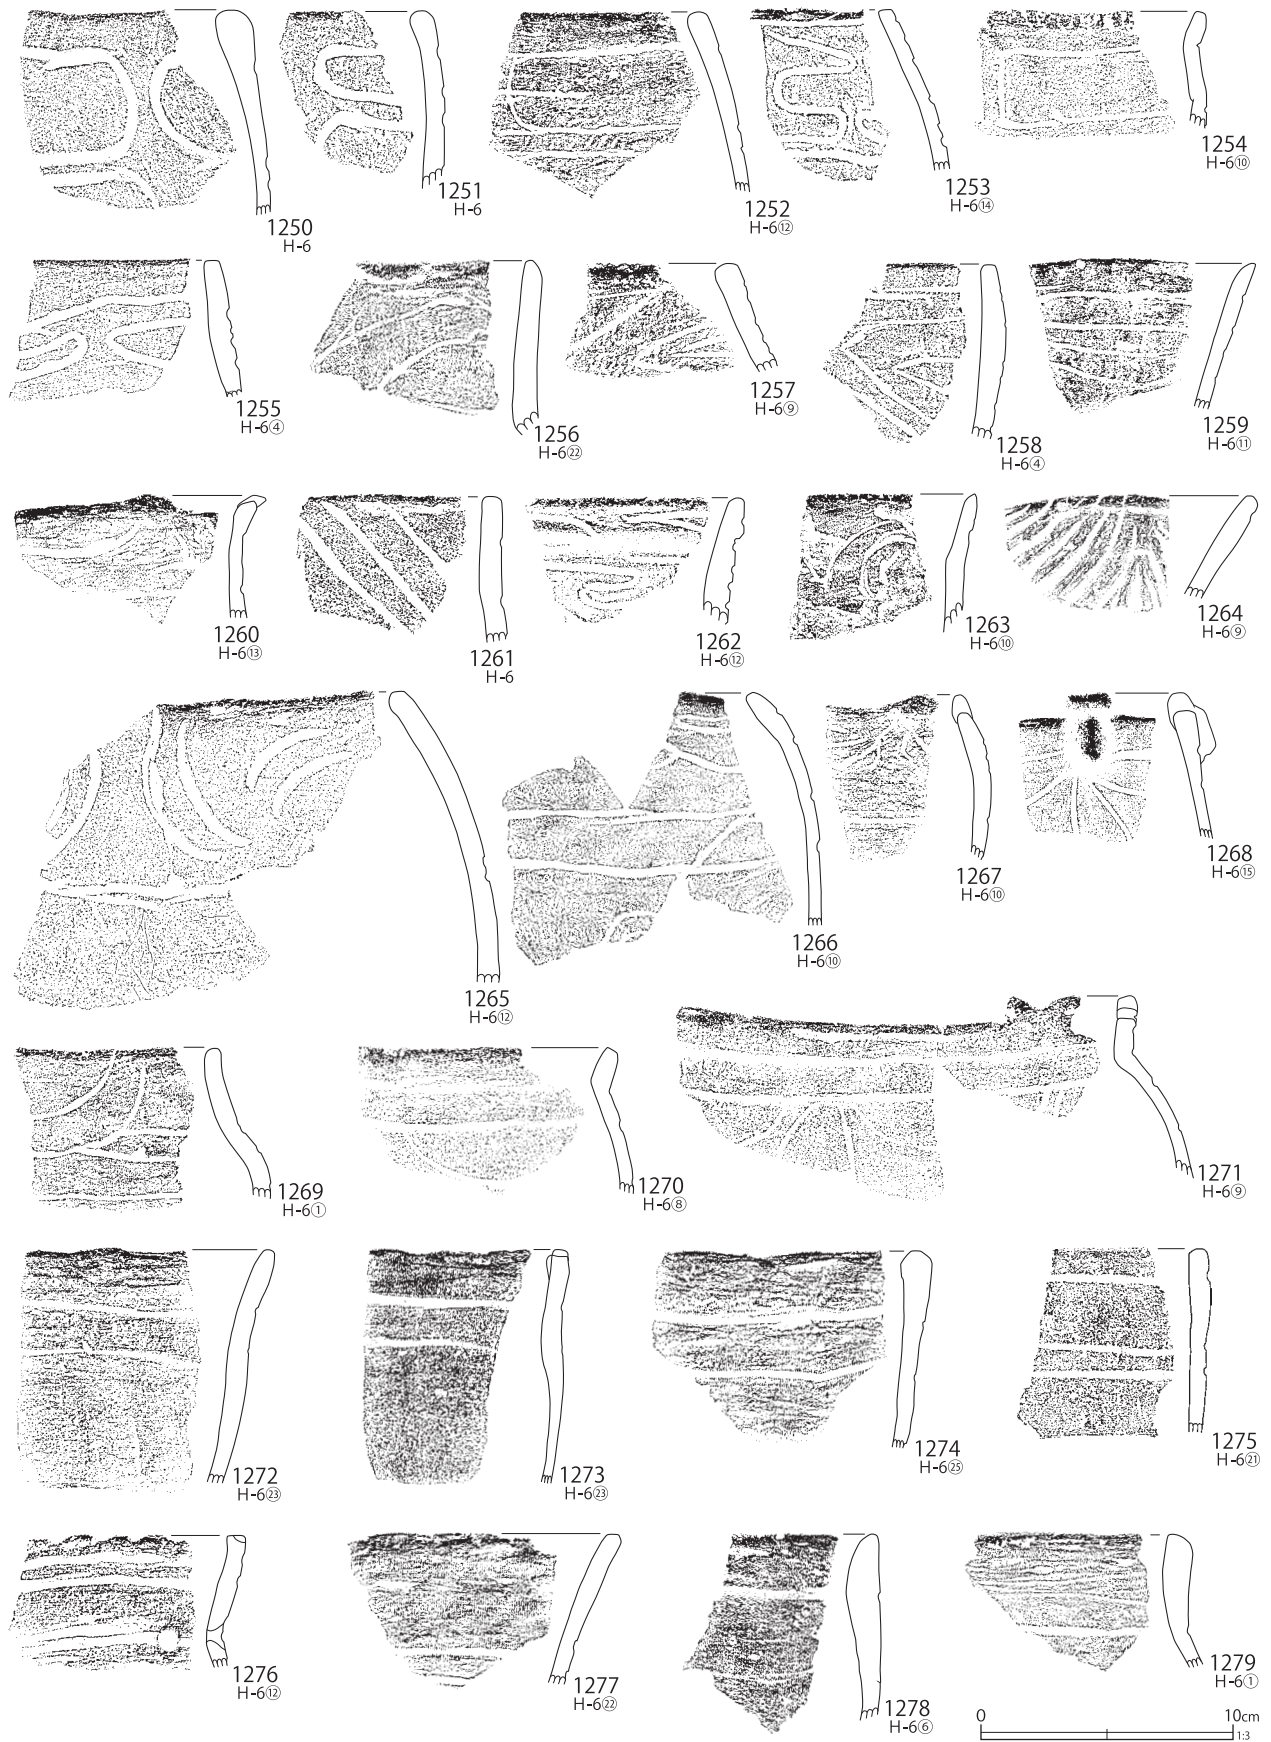 1250
H-6
1251
H-6
1252
H-6⑫
1253
H-6⑭
1254
H-6⑩
1255
H-6④
1256
H-6㉒
1257
H-6⑨
1258
H-6④
1259
H-6⑪
1260
H-6⑬
1261
H-6
1262
H-6⑫
1263
H-6⑩
1264
H-6⑨
1265
H-6⑫
1266
H-6⑩
1267
H-6⑩
1268
H-6⑮
1269
H-6①
1270
H-6⑧
1271
H-6⑨
1272
H-6㉓
1273
H-6㉓
1274
H-6㉕
1275
H-6㉑
1276
H-6⑫
1277
H-6㉒
1278
H-6⑥
1279
H-6①
0 10cm
1:3